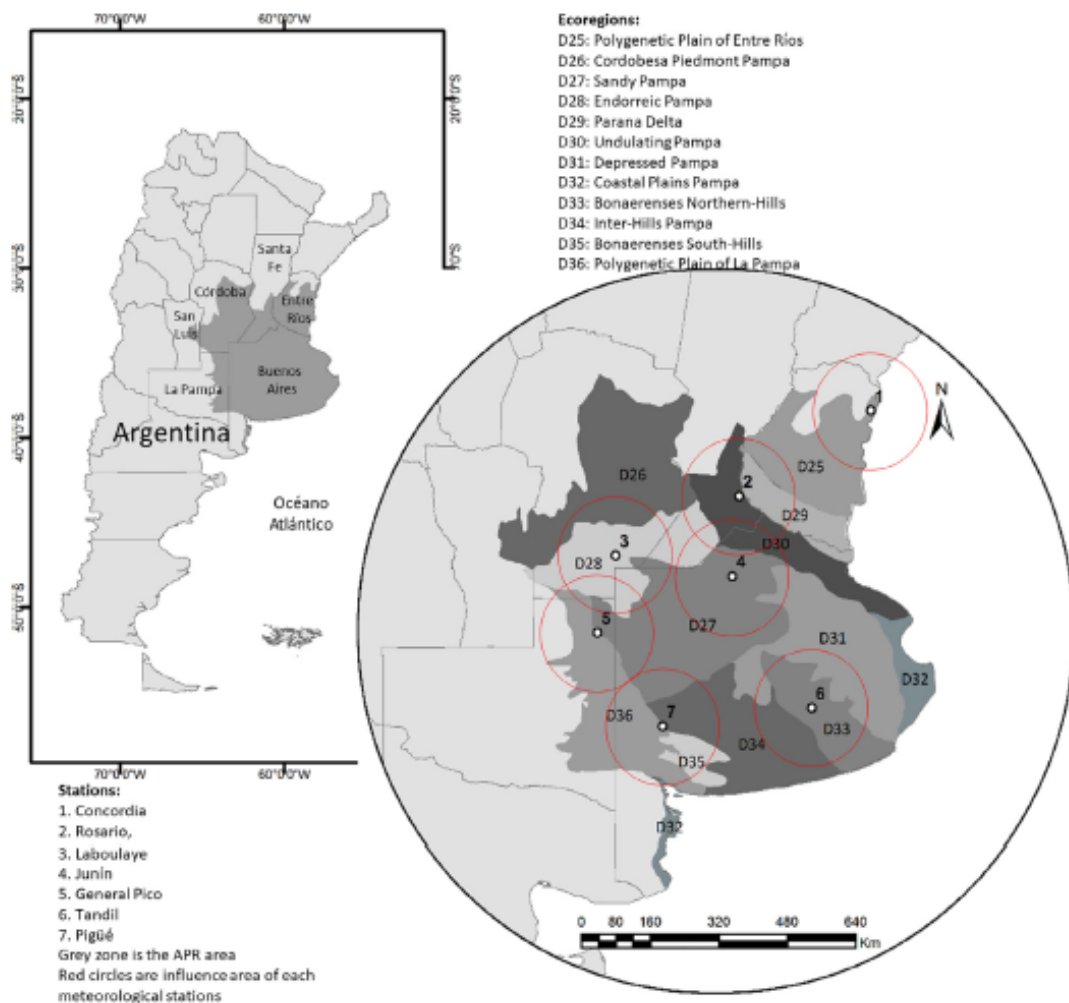 70°0'0"W
60°0'0"W
20°0'0"S
20°0'0"S
30°0'0"S
70°S
40°0'0"S
50°0'0"S
70°0'0"W
60°0'0"W
Santa
Fe
Córdoba
Entre
Ríos
San
Luis
Buenos
Aires
La Pampa
Argentina
Océano
Atlántico
Ecoregions:
D25: Polygenetic Plain of Entre Ríos
D26: Cordobesa Piedmont Pampa
D27: Sandy Pampa
D28: Endorreic Pampa
D29: Parana Delta
D30: Undulating Pampa
D31: Depressed Pampa
D32: Coastal Plains Pampa
D33: Bonaerenses Northern-Hills
D34: Inter-Hills Pampa
D35: Bonaerenses South-Hills
D36: Polygenetic Plain of La Pampa
1
N
D25
D26
2
D29
3
D30
D28
4
5
D27
D31
D32
6
D36
7
D33
D34
D35
D32
0 80 160 320 480 640
Km
Stations:
1. Concordia
2. Rosario,
3. Laboulaye
4. Junín
5. General Pico
6. Tandil
7. Pigüé
Grey zone is the APR area
Red circles are influence area of each
meteorological stations